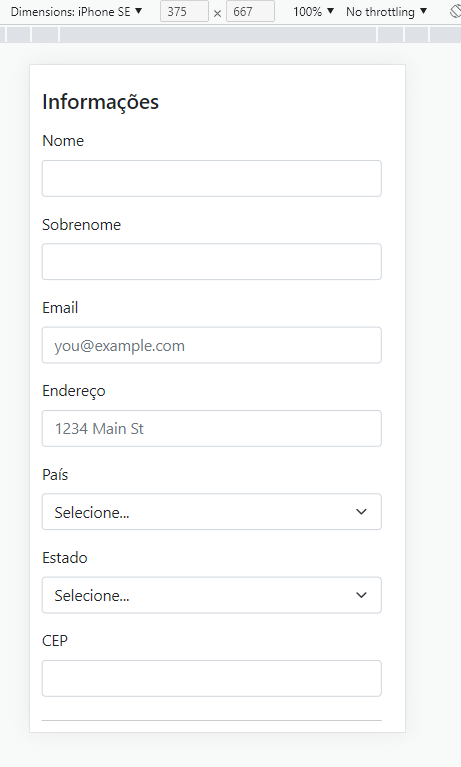 Dimensions: iPhone SE ▼ 375 × 667 100% ▼ No throttling ▼
Informações
Nome
Sobrenome
Email
you@example.com
Endereço
1234 Main St
País
Selecione...
Estado
Selecione...
CEP